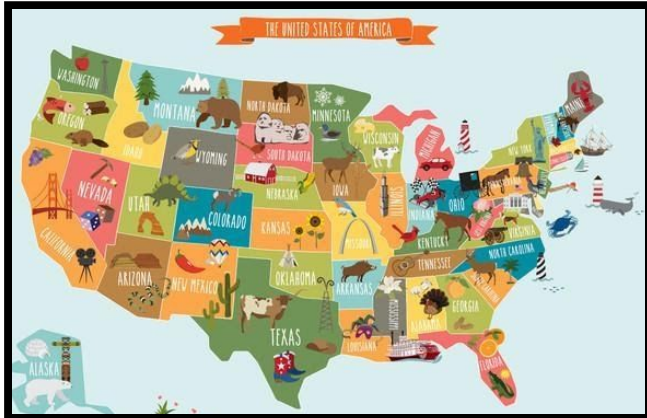 THE UNITED STATES OF AMERICA
WASHINGTON
MONTANA
NORTH DAKOTA
MINNESOTA
OREGON
IDAHO
WYOMING
SOUTH DAKOTA
WISCONSIN
MICHIGAN
NEW YORK
MAINE
NEVADA
UTAH
COLORADO
NEBRASKA
IOWA
ILLINOIS
INDIANA
OHIO
CALIFORNIA
KANSAS
MISSOURI
KENTUCKY
VIRGINIA
ARIZONA
NEW MEXICO
OKLAHOMA
ARKANSAS
TENNESSEE
NORTH CAROLINA
TEXAS
LOUISIANA
MISSISSIPPI
ALABAMA
GEORGIA
FLORIDA
ALASKA